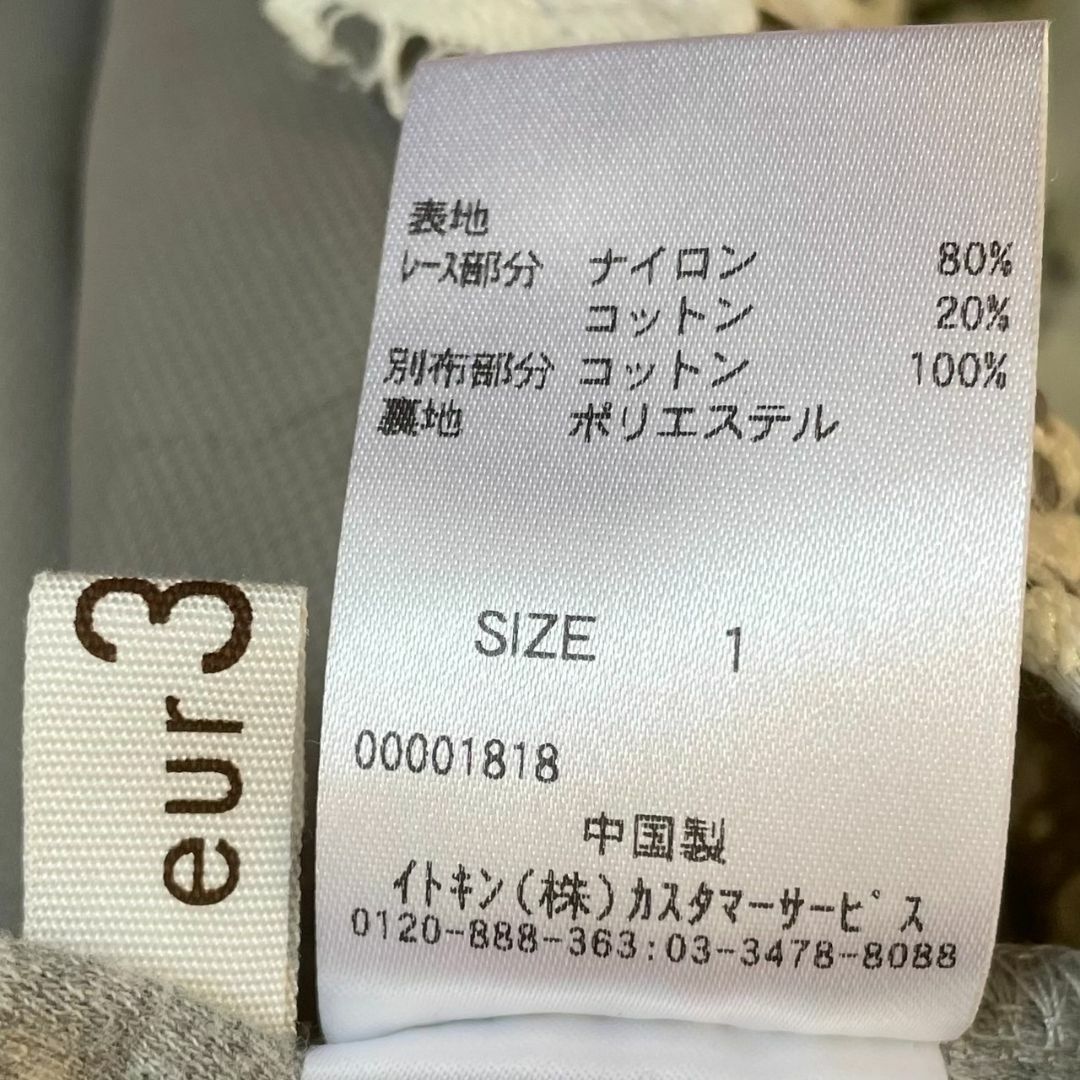 表地
レース部分 ナイロン 80%
コットン 20%
別布部分 コットン 100%
裏地 ポリエステル
SIZE 1
00001818
中国製
イトキン(株)カスタマーサービス
0120-888-363:03-3478-8088
eur3